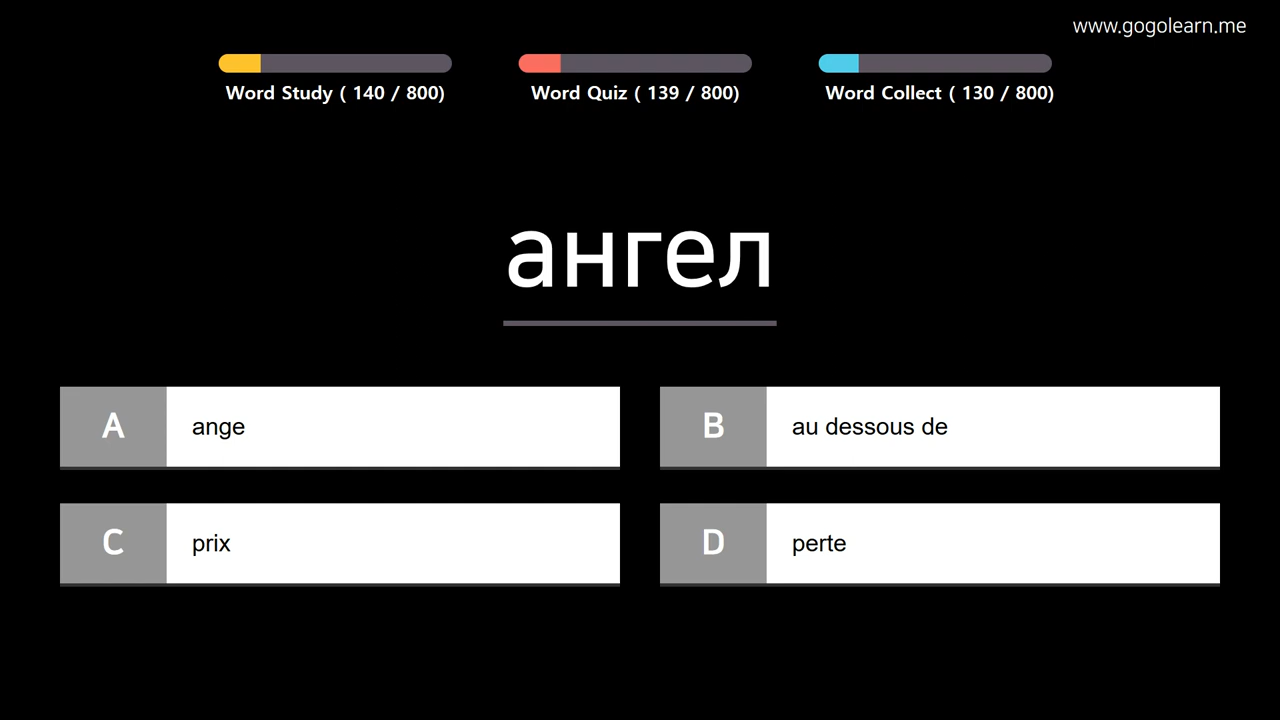 www.gogolearn.me
Word Study ( 140 / 800)
Word Quiz ( 139 / 800)
Word Collect ( 130 / 800)
ангел
A ange
B au dessous de
C prix
D perte